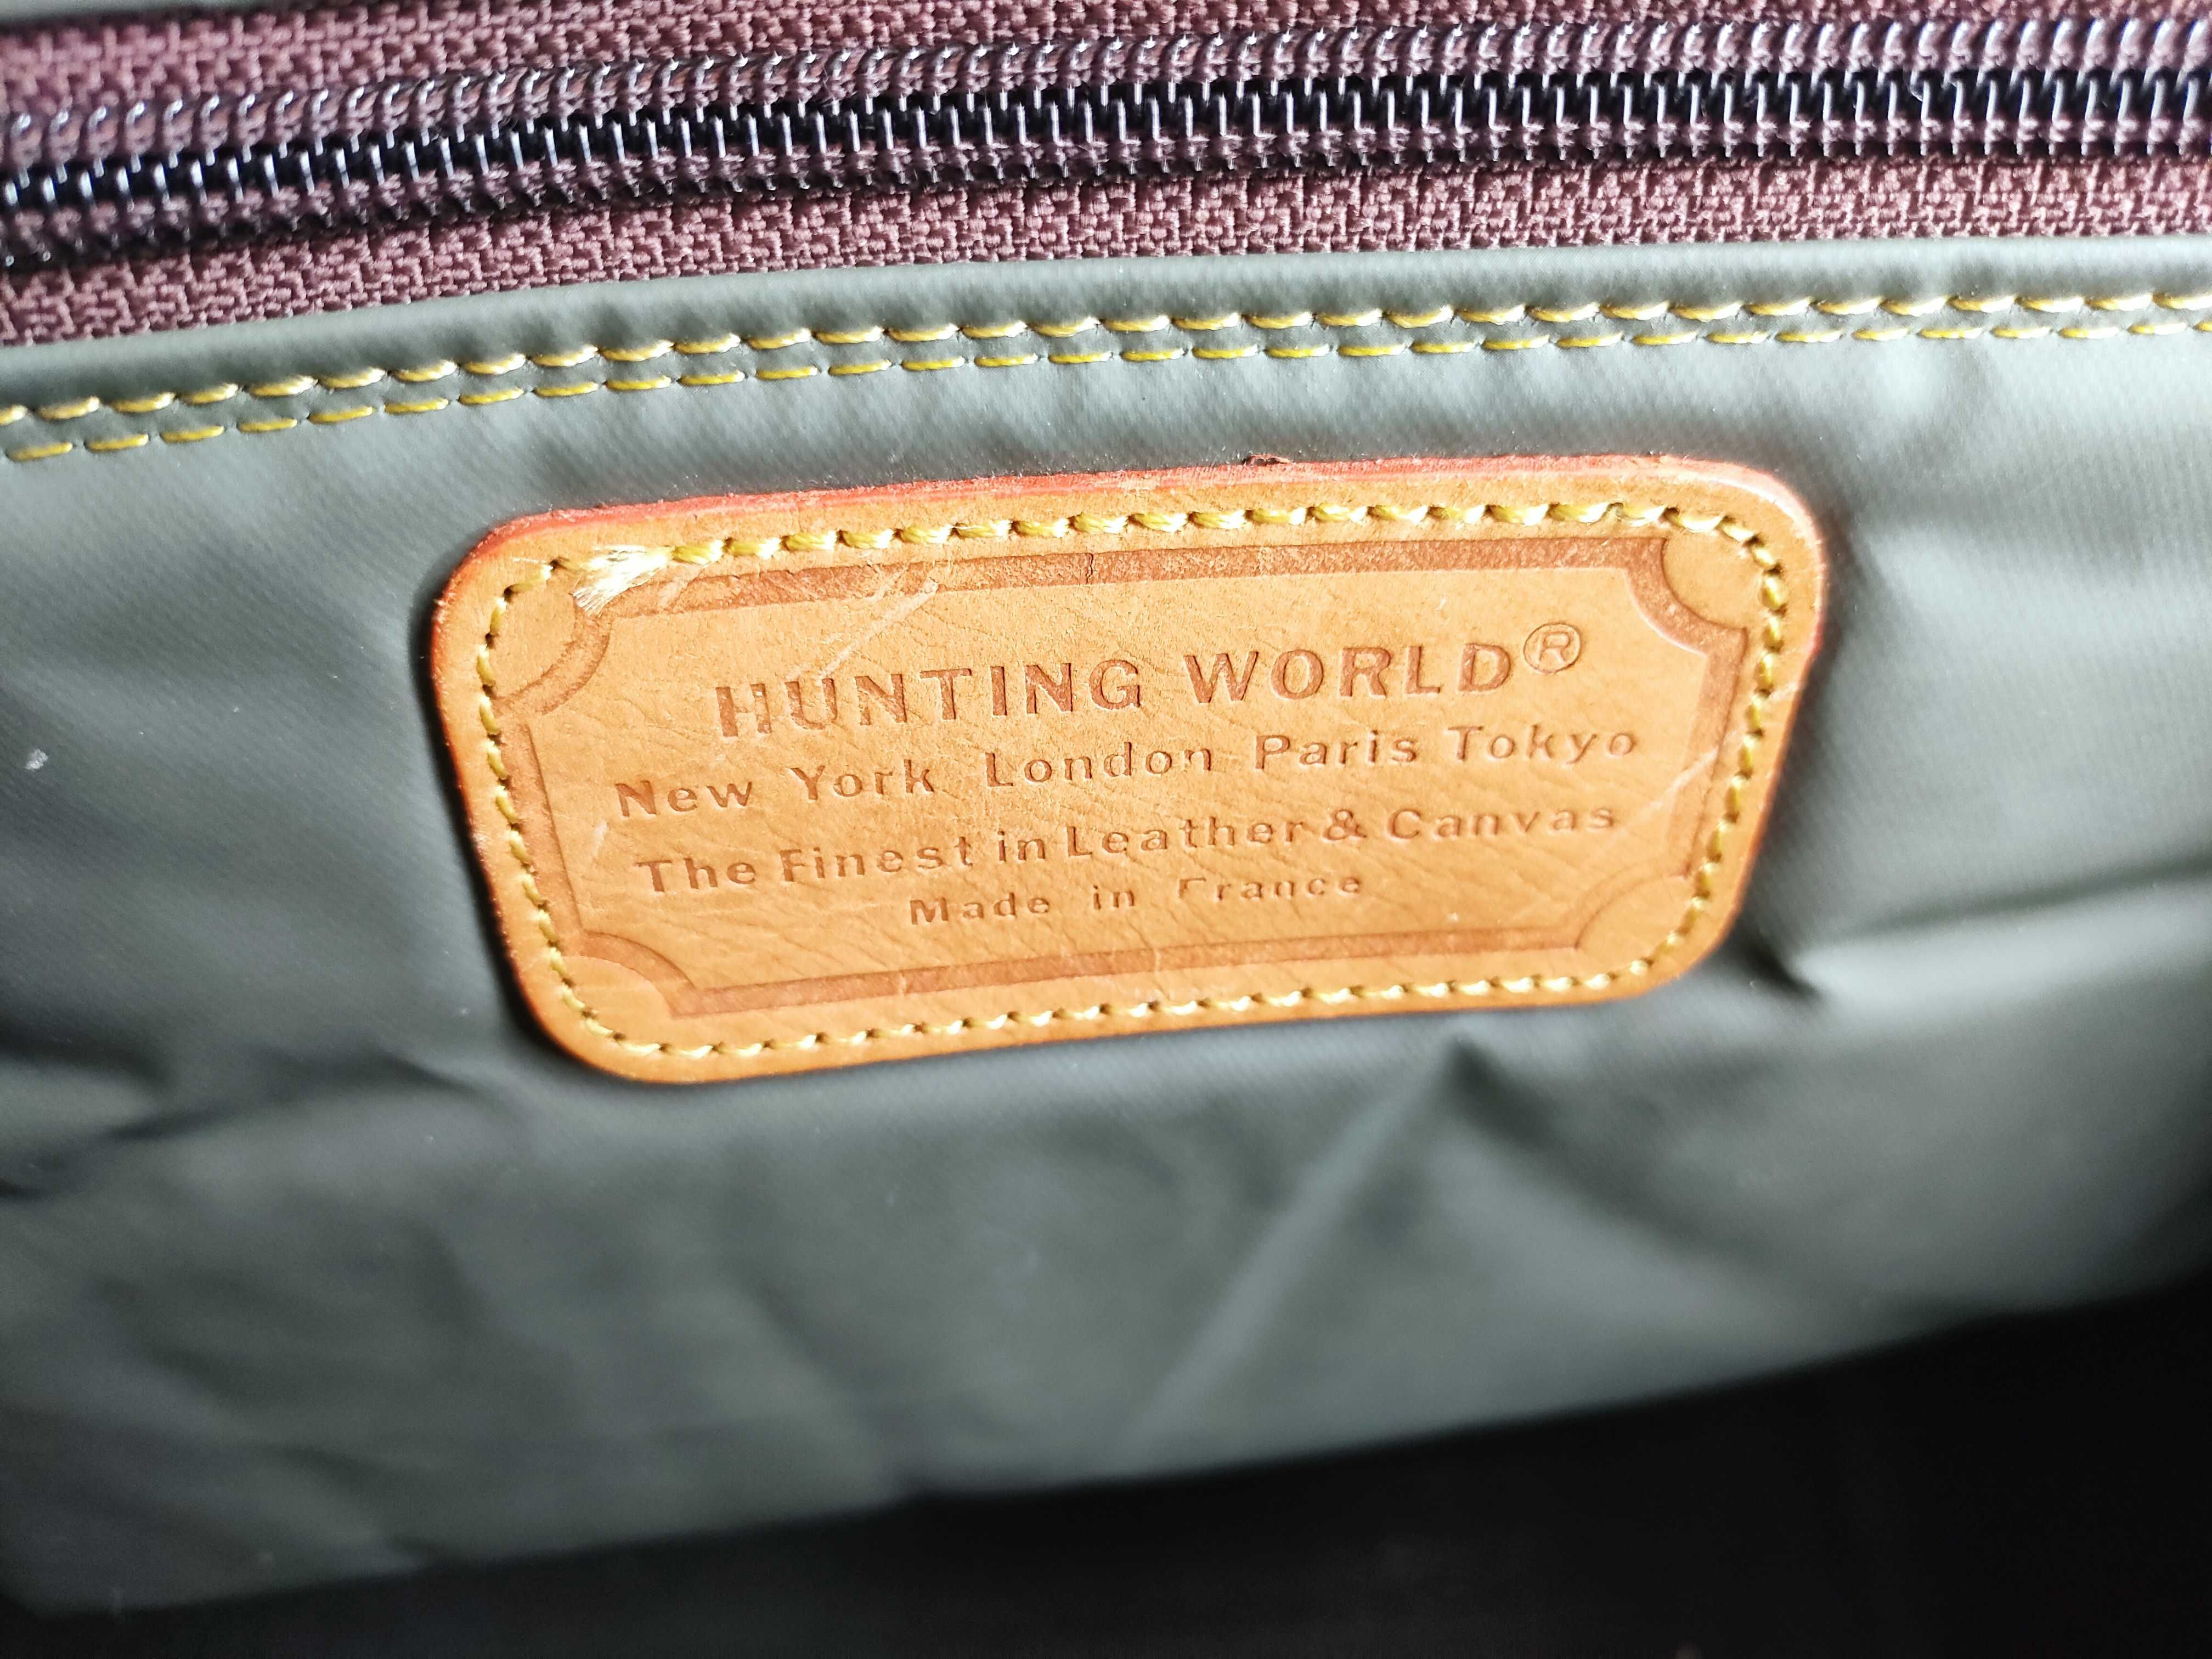 HUNTING WORLD®
New York London Paris Tokyo
The Finest in Leather & Canvas
Made in France